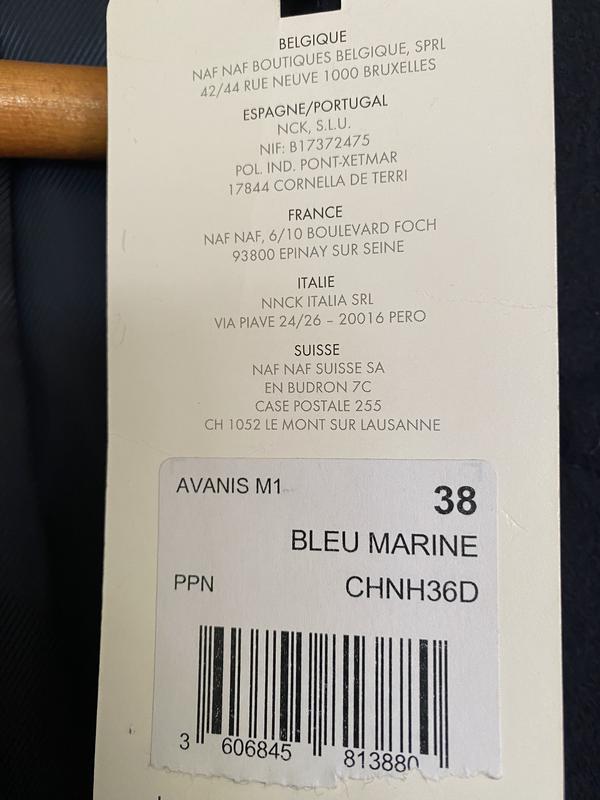 BELGIQUE
NAF NAF BOUTIQUES BELGIQUE, SPRL
42/44 RUE NEUVE 1000 BRUXELLES
ESPAGNE/PORTUGAL
NCK, S.L.U.
NIF: B17372475
POL. IND. PONT-XETMAR
17844 CORNELLA DE TERRI
FRANCE
NAF NAF, 6/10 BOULEVARD FOCH
93800 EPINAY SUR SEINE
ITALIE
NNCK ITALIA SRL
VIA PIAVE 24/26 – 20016 PERO
SUISSE
NAF NAF SUISSE SA
EN BUDRON 7C
CASE POSTALE 255
CH 1052 LE MONT SUR LAUSANNE
AVANIS M1 38
BLEU MARINE
PPN CHNH36D
3 606845 813880